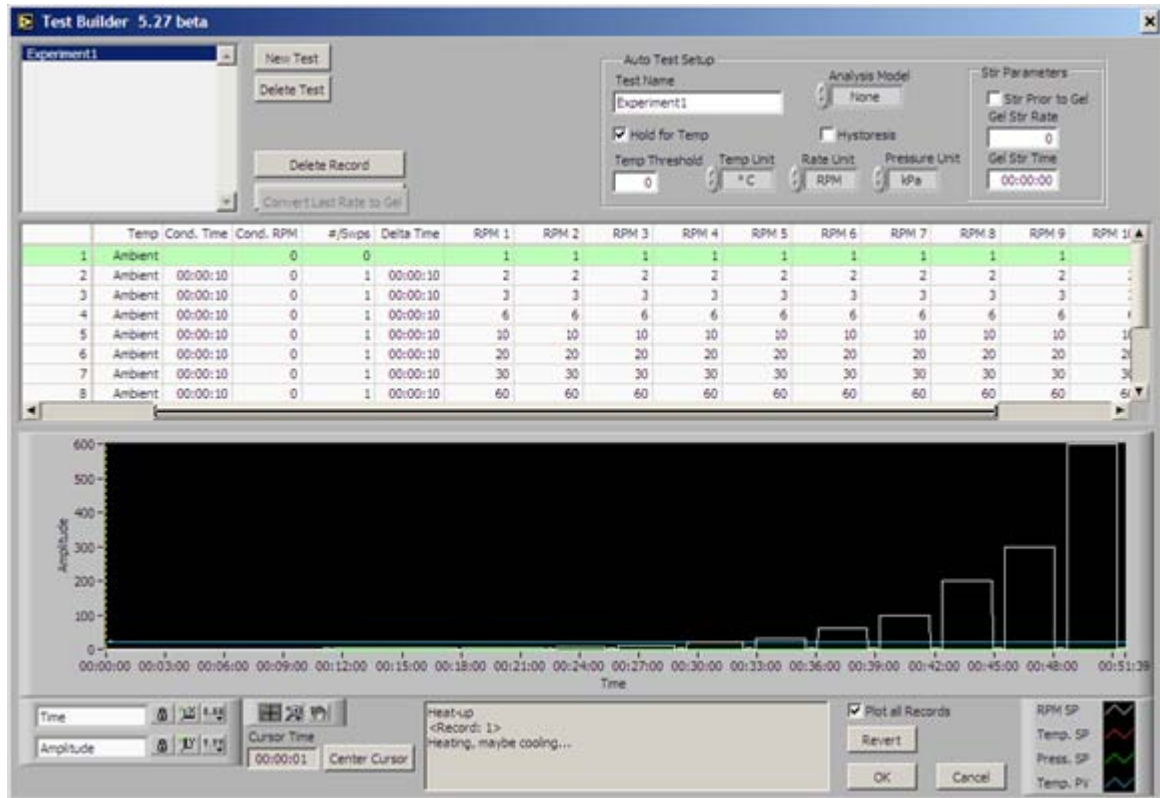 Test Builder 5.27 beta
Experiment1
New Test
Delete Test
Delete Record
Convert Last Rate to Gel
Auto Test Setup
Test Name
Experiment1
Analysis Model
None
Hold for Temp
Hystoresis
Temp Threshold
0
Temp Unit
° C
Rate Unit
RPM
Pressure Unit
kPa
Stir Parameters
Stir Prior to Gel
Gel Stir Rate
0
Gel Stir Time
00:00:00
Temp Cond. Time Cond. RPM #/Swps Delta Time RPM 1 RPM 2 RPM 3 RPM 4 RPM 5 RPM 6 RPM 7 RPM 8 RPM 9
1 Ambient 0 0 1 1 1 1 1 1 1 1 1
2 Ambient 00:00:10 0 1 00:00:10 2 2 2 2 2 2 2 2 2
3 Ambient 00:00:10 0 1 00:00:10 3 3 3 3 3 3 3 3 3
4 Ambient 00:00:10 0 1 00:00:10 6 6 6 6 6 6 6 6 6
5 Ambient 00:00:10 0 1 00:00:10 10 10 10 10 10 10 10 10 10
6 Ambient 00:00:10 0 1 00:00:10 20 20 20 20 20 20 20 20 20
7 Ambient 00:00:10 0 1 00:00:10 30 30 30 30 30 30 30 30 30
8 Ambient 00:00:10 0 1 00:00:10 60 60 60 60 60 60 60 60 60
600
500
400
300
200
100
0
Amplitude
00:00:00 00:03:00 00:06:00 00:09:00 00:12:00 00:15:00 00:18:00 00:21:00 00:24:00 00:27:00 00:30:00 00:33:00 00:36:00 00:39:00 00:42:00 00:45:00 00:48:00 00:51:39
Time
Time
Amplitude
Cursor Time
00:00:01
Center Cursor
Heat-up
<Record: 1>
Heating, maybe cooling...
Plot all Records
Revert
OK
Cancel
RPM SP
Temp. SP
Press. SP
Temp. PV